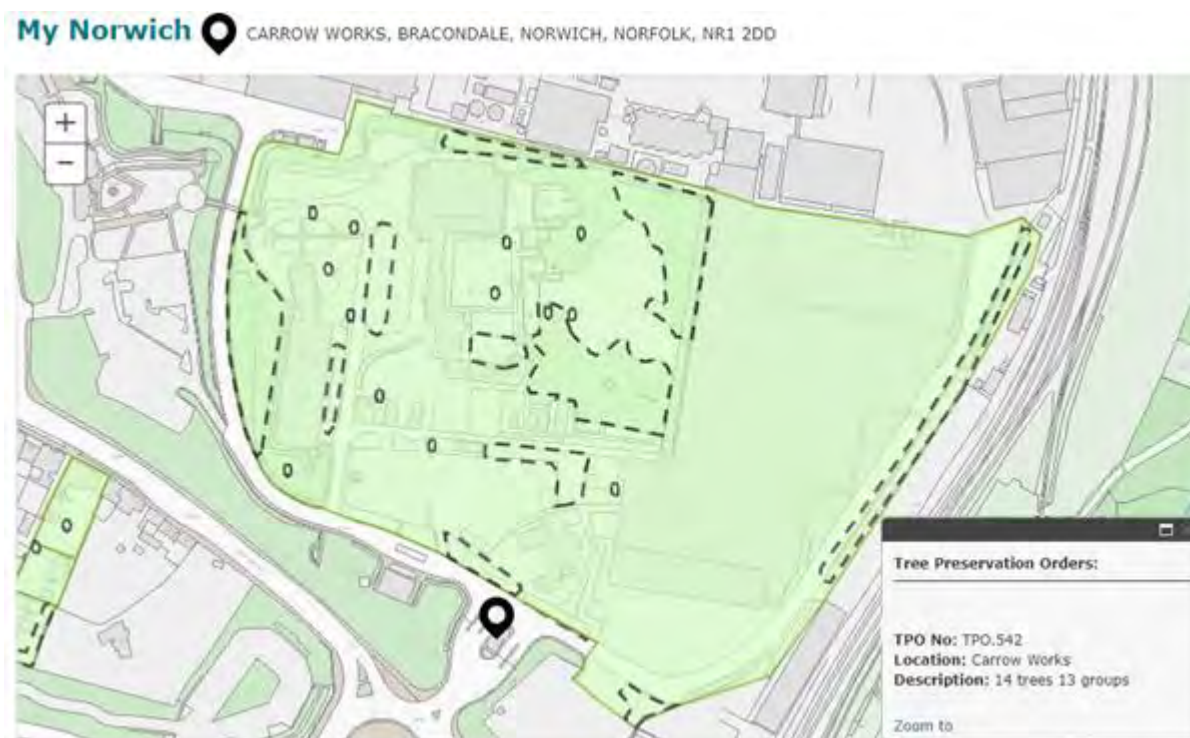 My Norwich CARROW WORKS, BRACONDALE, NORWICH, NORFOLK, NR1 2DD
+
−
Tree Preservation Orders:
TPO No: TPO.542
Location: Carrow Works
Description: 14 trees 13 groups
Zoom to